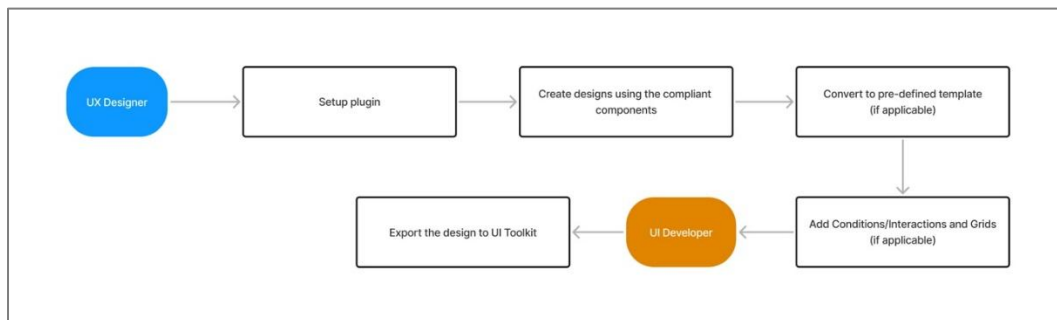 UX Designer
Setup plugin
Create designs using the compliant
components
Convert to pre-defined template
(if applicable)
Add Conditions/Interactions and Grids
(if applicable)
UI Developer
Export the design to UI Toolkit